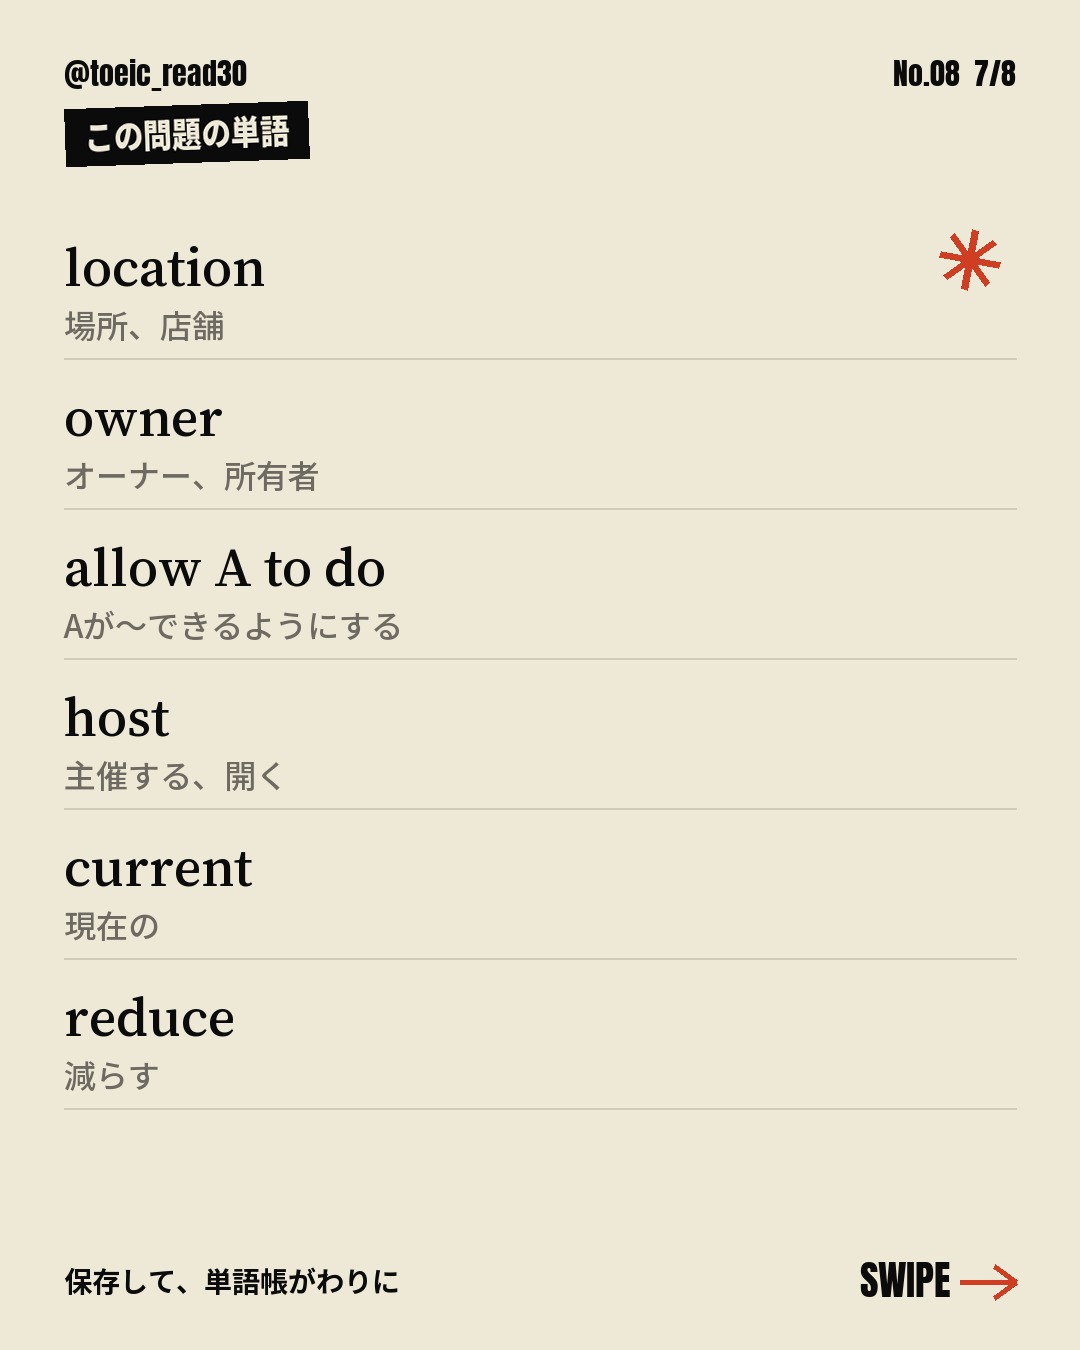 @toeic_read30
No.08 7/8
この問題の単語
location
場所、店舗
owner
オーナー、所有者
allow A to do
Aが〜できるようにする
host
主催する、開く
current
現在の
reduce
減らす
保存して、単語帳がわりに
SWIPE